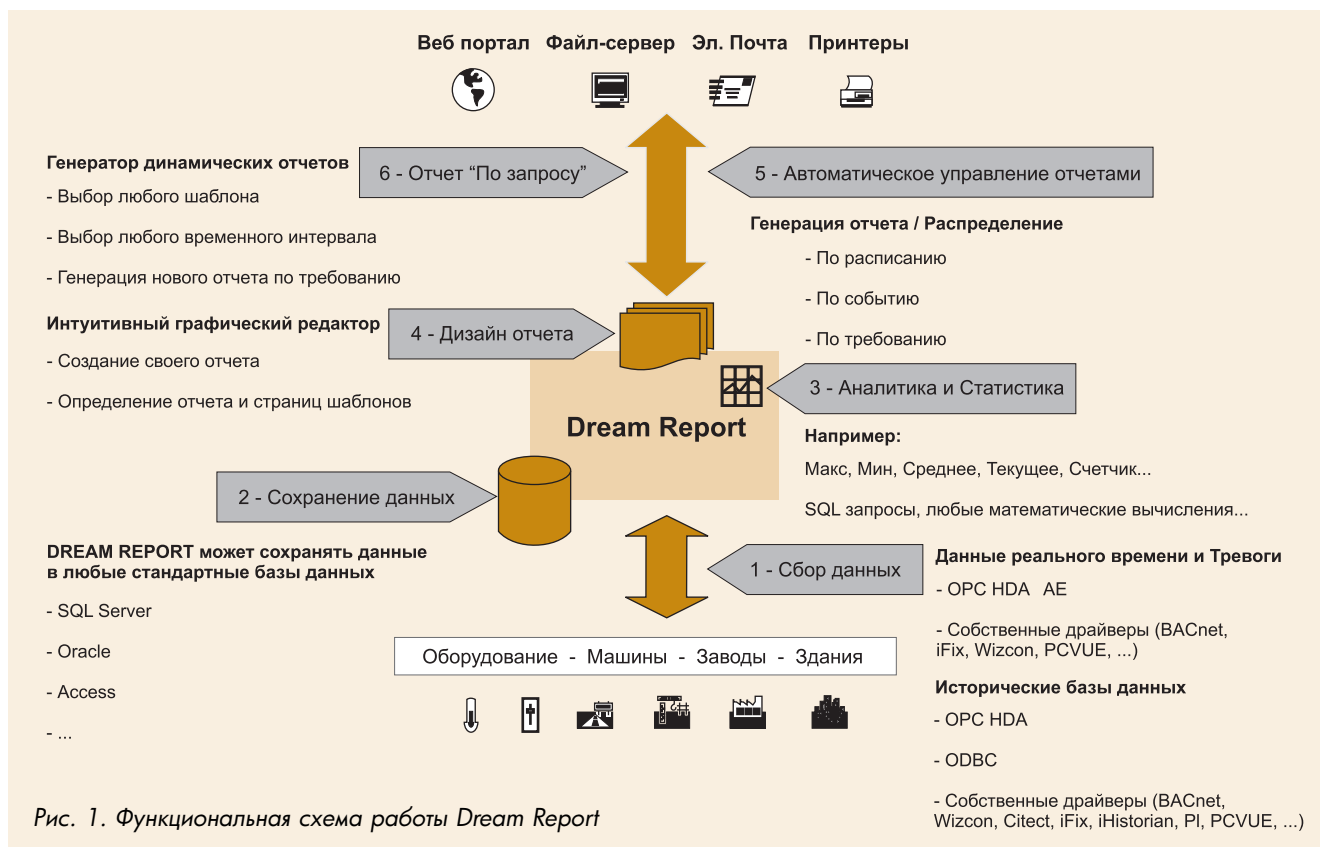 Веб портал Файл-сервер Эл. Почта Принтеры
Генератор динамических отчетов
- Выбор любого шаблона
- Выбор любого временного интервала
- Генерация нового отчета по требованию
6 - Отчет “По запросу”
5 - Автоматическое управление отчетами
Генерация отчета / Распределение
- По расписанию
- По событию
- По требованию
Интуитивный графический редактор
- Создание своего отчета
- Определение отчета и страниц шаблонов
4 - Дизайн отчета
3 - Аналитика и Статистика
Например:
Макс, Мин, Среднее, Текущее, Счетчик...
SQL запросы, любые математические вычисления...
Dream Report
2 - Сохранение данных
DREAM REPORT может сохранять данные
в любые стандартные базы данных
- SQL Server
- Oracle
- Access
- ...
1 - Сбор данных
Данные реального времени и Тревоги
- OPC HDA AE
- Собственные драйверы (BACnet,
iFix, Wizcon, PCVUE, ...)
Исторические базы данных
- OPC HDA
- ODBC
- Собственные драйверы (BACnet,
Wizcon, Citect, iFix, iHistorian, PI, PCVUE, ...)
Оборудование - Машины - Заводы - Здания
Рис. 1. Функциональная схема работы Dream Report